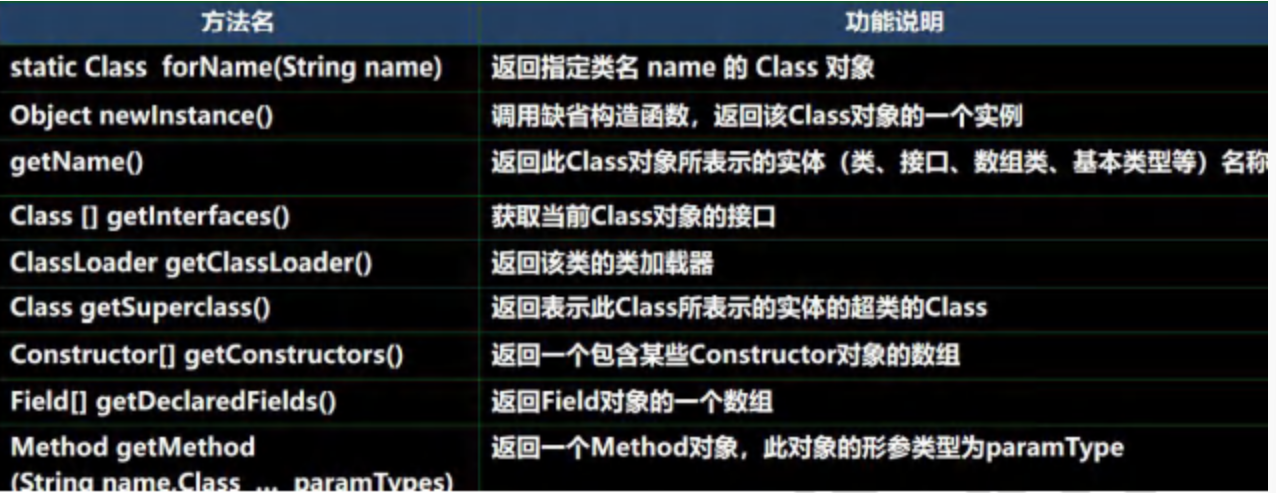 方法名 功能说明
static Class forName(String name) 返回指定类名 name 的 Class 对象
Object newInstance() 调用缺省构造函数，返回该Class对象的一个实例
getName() 返回此Class对象所表示的实体（类、接口、数组类、基本类型等）名称
Class [] getInterfaces() 获取当前Class对象的接口
ClassLoader getClassLoader() 返回该类的类加载器
Class getSuperclass() 返回表示此Class所表示的实体的超类的Class
Constructor[] getConstructors() 返回一个包含某些Constructor对象的数组
Field[] getDeclaredFields() 返回Field对象的一个数组
Method getMethod 返回一个Method对象，此对象的形参类型为paramType
(String name,Class ... paramTypes)